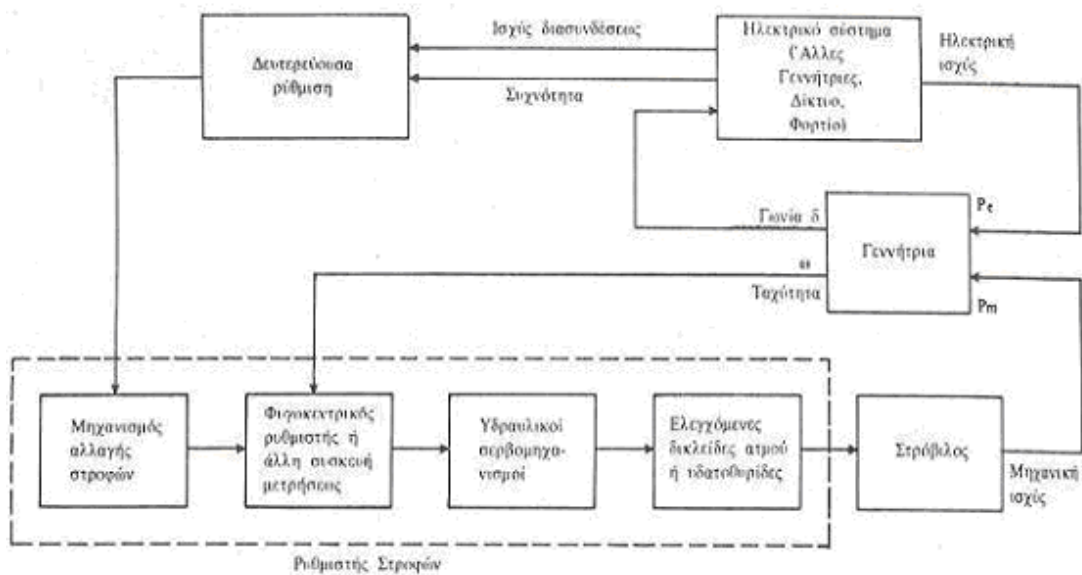 Ισχύς διασυνδέσεως
Συχνότητα
Δευτερεύουσα
ρύθμιση
Ηλεκτρικό σύστημα
(Άλλες
Γεννήτριες,
Δίκτυο,
Φορτίο)
Ηλεκτρική
ισχύς
Γωνία δ
ω
Ταχύτητα
Γεννήτρια
Pe
Pm
Μηχανισμός
αλλαγής
στροφών
Φυγοκεντρικός
ρυθμιστής ή
άλλη συσκευή
μετρήσεως
Υδραυλικοί
σερβομηχα-
νισμοί
Ελεγχόμενες
δικλείδες ατμού
ή υδατοθυρίδες
Στρόβιλος
Μηχανική
ισχύς
Ρυθμιστής Στροφών